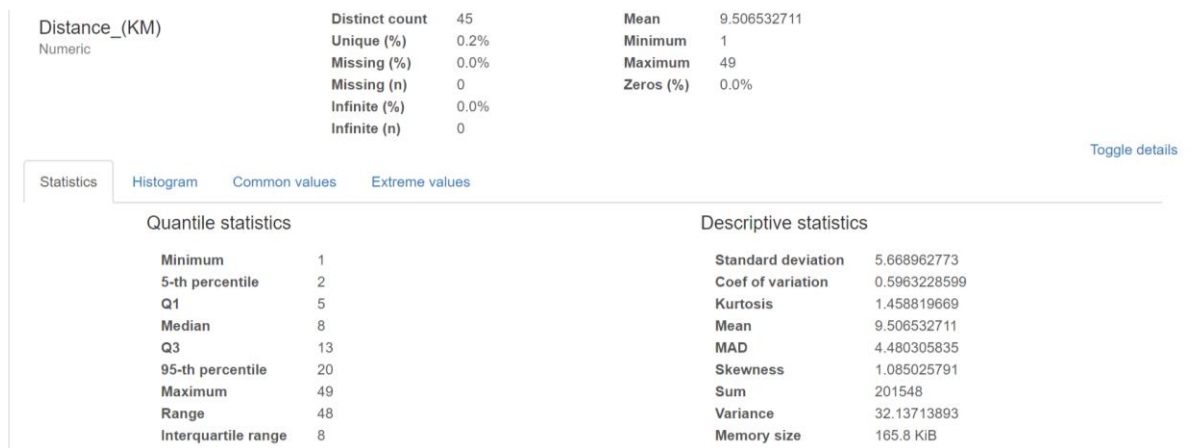 Distance_(KM)
Numeric
Distinct count 45
Unique (%) 0.2%
Missing (%) 0.0%
Missing (n) 0
Infinite (%) 0.0%
Infinite (n) 0
Mean 9.506532711
Minimum 1
Maximum 49
Zeros (%) 0.0%
Toggle details
Statistics Histogram Common values Extreme values
Quantile statistics
Minimum 1
5-th percentile 2
Q1 5
Median 8
Q3 13
95-th percentile 20
Maximum 49
Range 48
Interquartile range 8
Descriptive statistics
Standard deviation 5.668962773
Coef of variation 0.5963228599
Kurtosis 1.458819669
Mean 9.506532711
MAD 4.480305835
Skewness 1.085025791
Sum 201548
Variance 32.13713893
Memory size 165.8 KiB